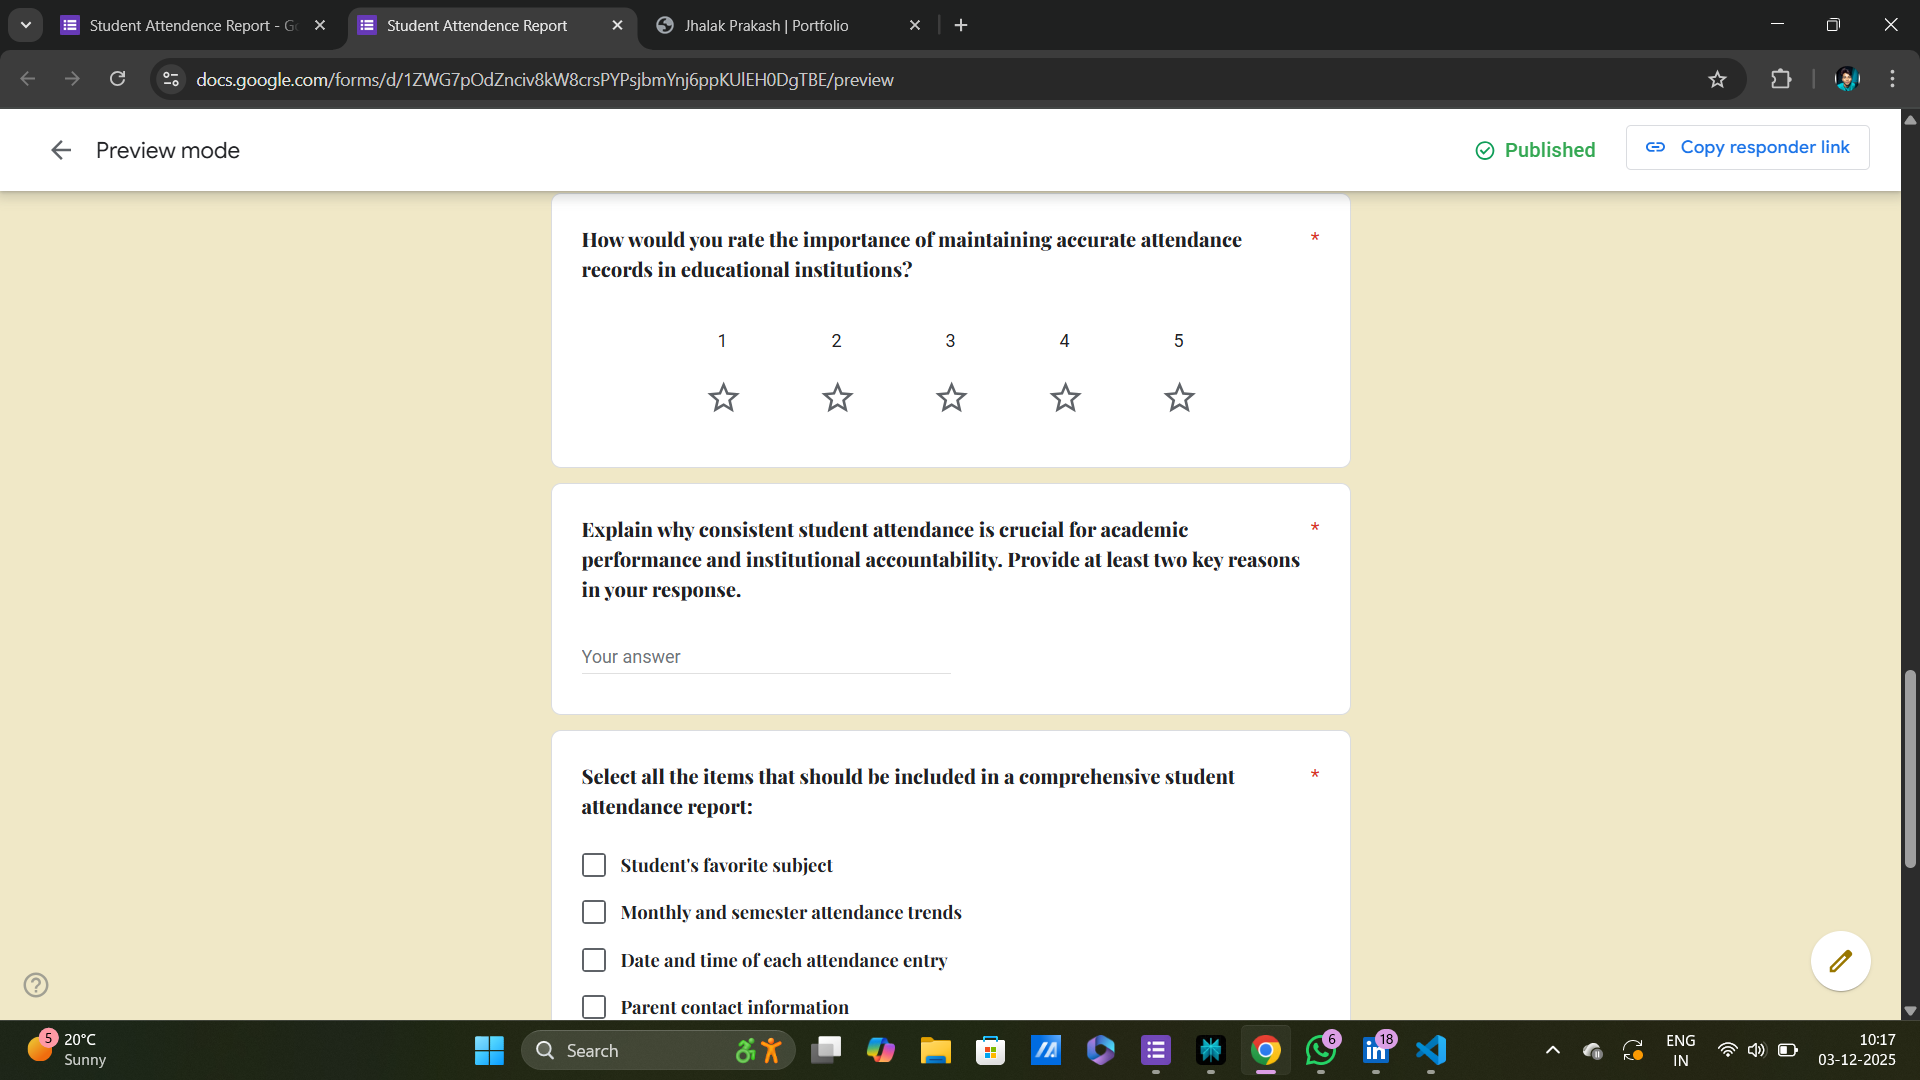 Student Attendence Report - Go
Student Attendence Report
Jhalak Prakash | Portfolio
docs.google.com/forms/d/1ZWG7pOdZnciv8kW8crsPYPsjbmYnj6ppKUlEH0DgTBE/preview
Preview mode
Published
Copy responder link
How would you rate the importance of maintaining accurate attendance *
records in educational institutions?
1 2 3 4 5
Explain why consistent student attendance is crucial for academic *
performance and institutional accountability. Provide at least two key reasons
in your response.
Your answer
Select all the items that should be included in a comprehensive student *
attendance report:
Student's favorite subject
Monthly and semester attendance trends
Date and time of each attendance entry
Parent contact information
5
20°C
Sunny
Search
6
18
ENG
IN
10:17
03-12-2025